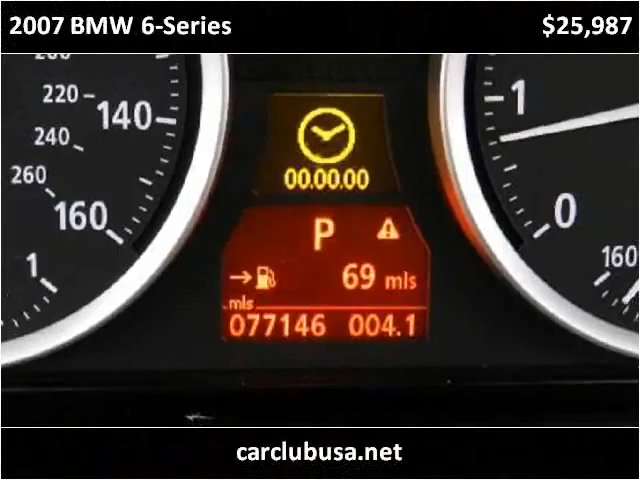 2007 BMW 6-Series $25,987
220 140
240
260 160
1
00.00.00
P
69 mls
mls
077146 004.1
1
0
160
carclubusa.net